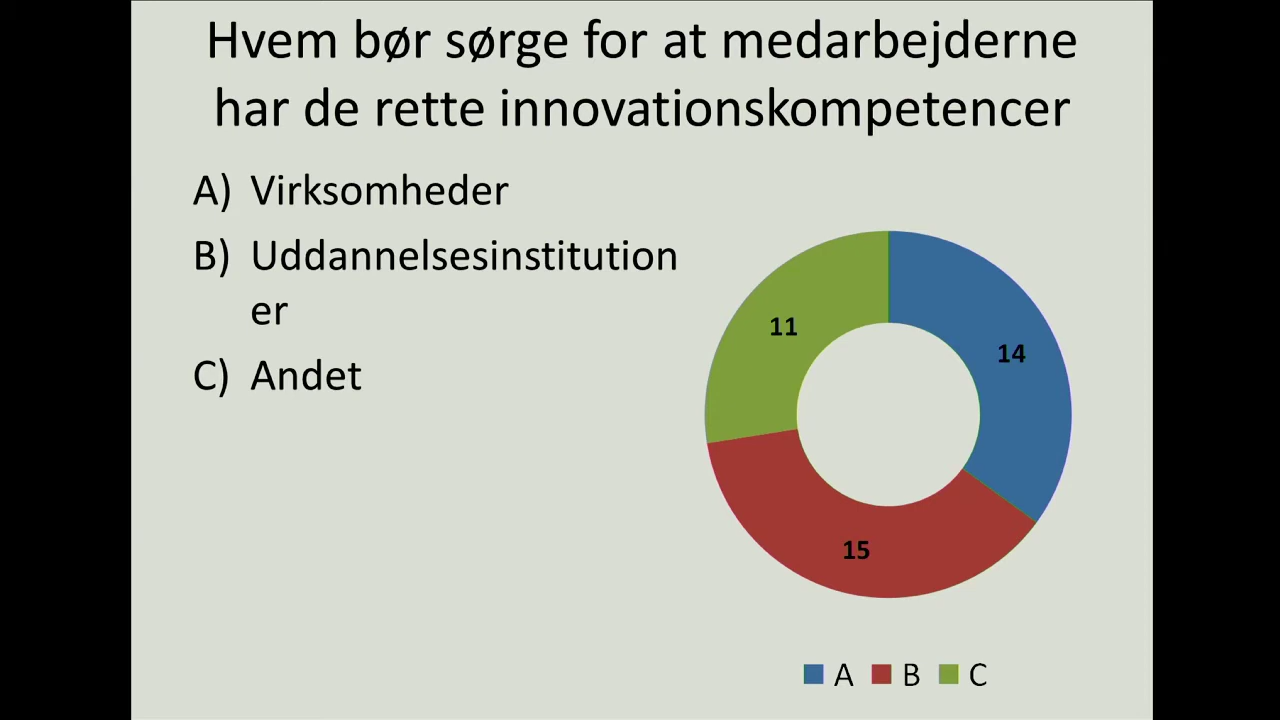 Hvem bør sørge for at medarbejderne
har de rette innovationskompetencer
A) Virksomheder
B) Uddannelsesinstitution
er
C) Andet
11
14
15
A B C